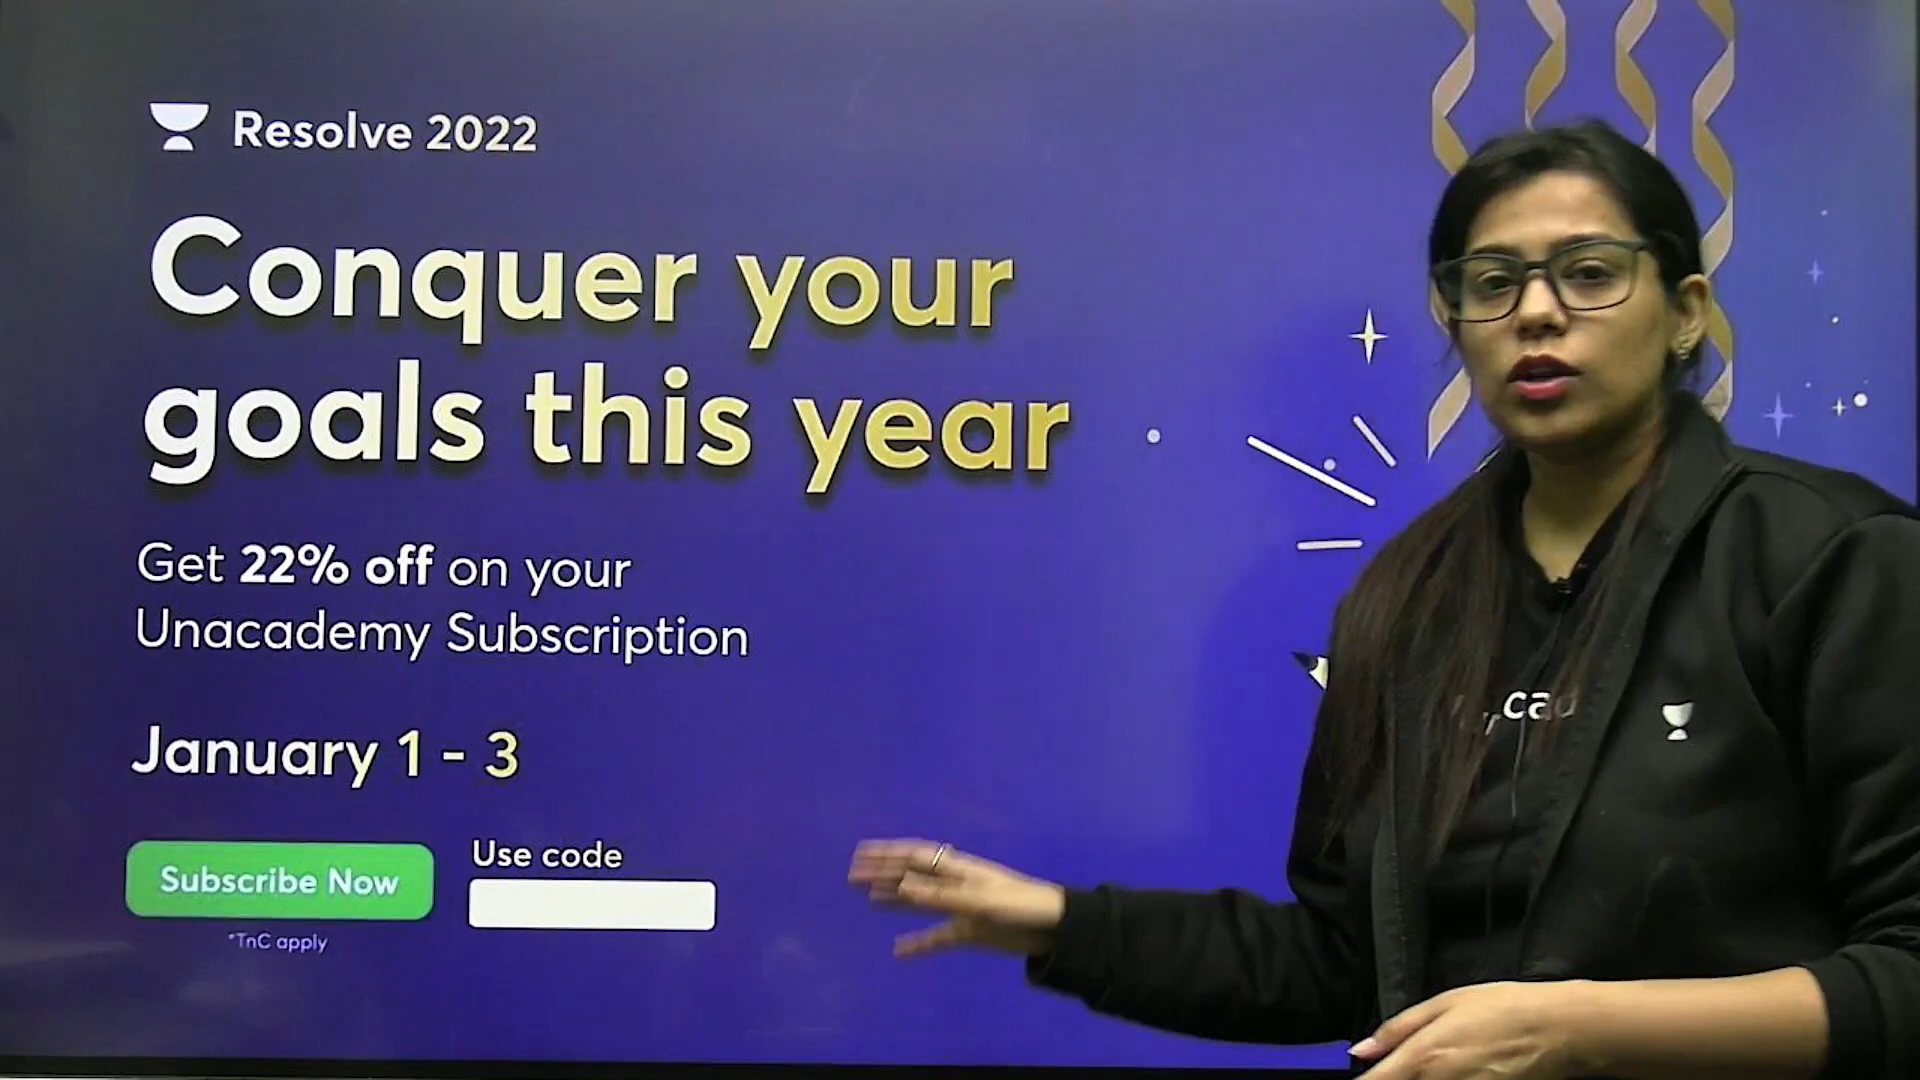 Resolve 2022
Conquer your
goals this year
Get 22% off on your
Unacademy Subscription
January 1 - 3
Subscribe Now
Use code
*TnC apply